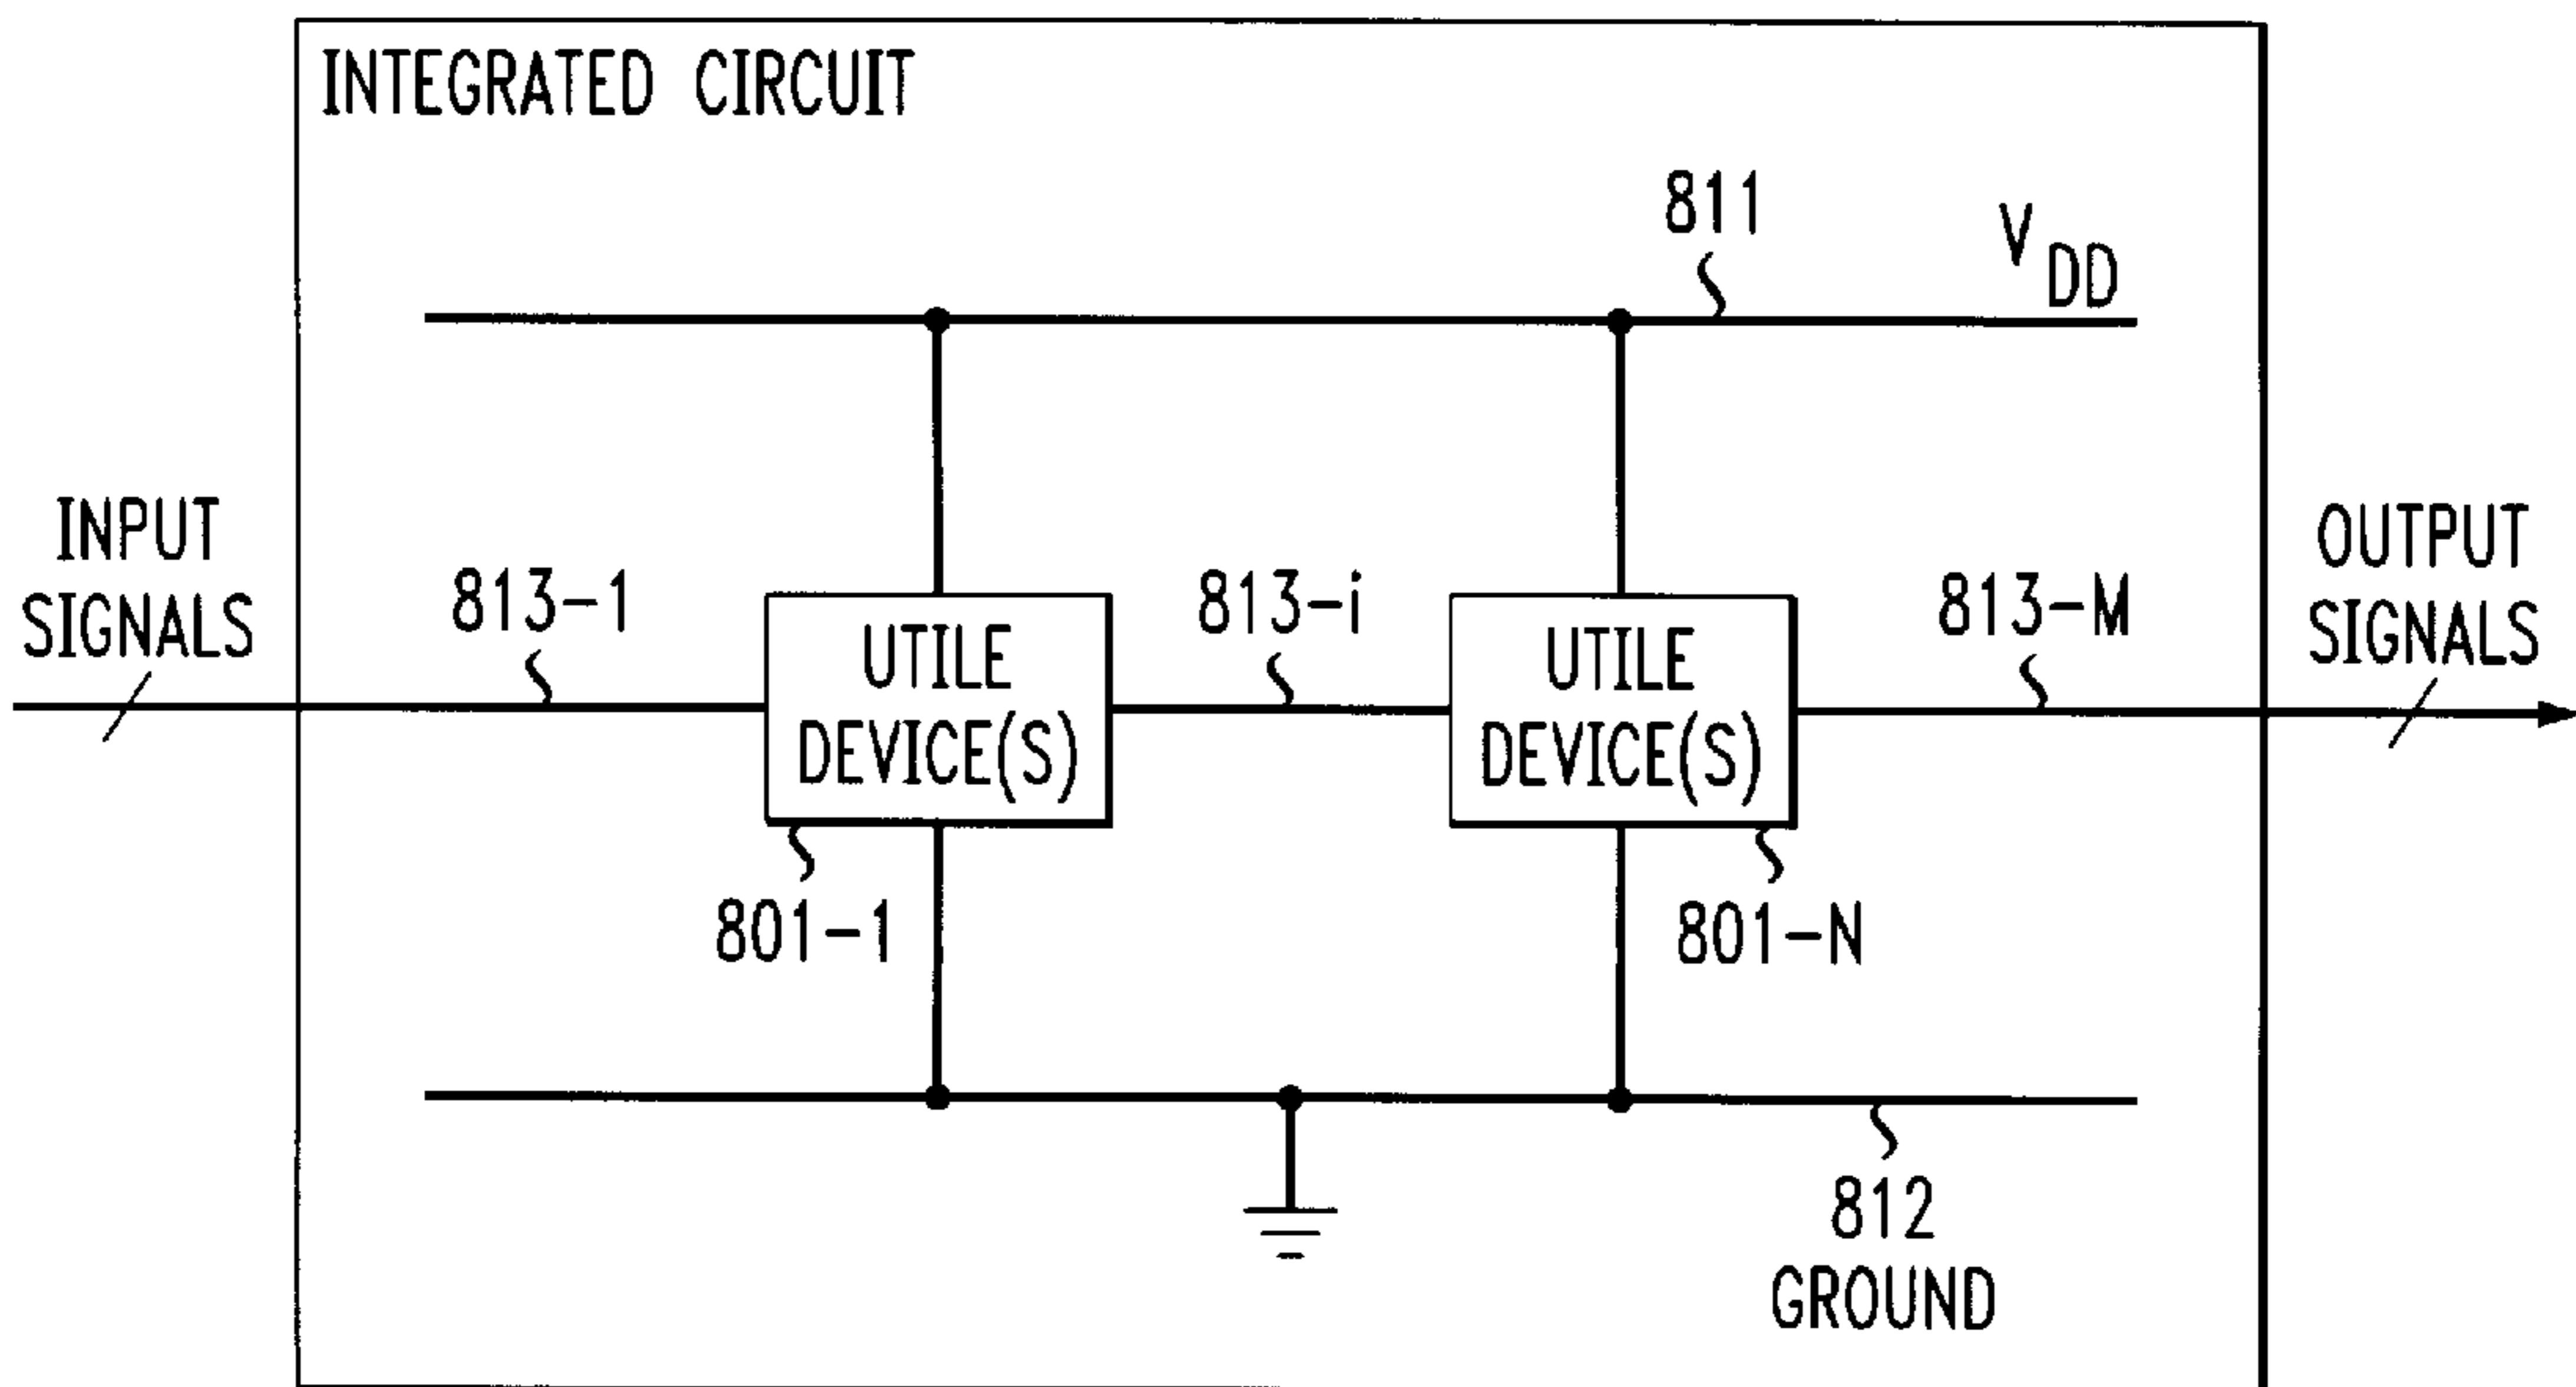 INTEGRATED CIRCUIT
811
V DD
INPUT
SIGNALS
813-1
813-i
813-M
OUTPUT
SIGNALS
UTILE
DEVICE(S)
UTILE
DEVICE(S)
801-1
801-N
812
GROUND